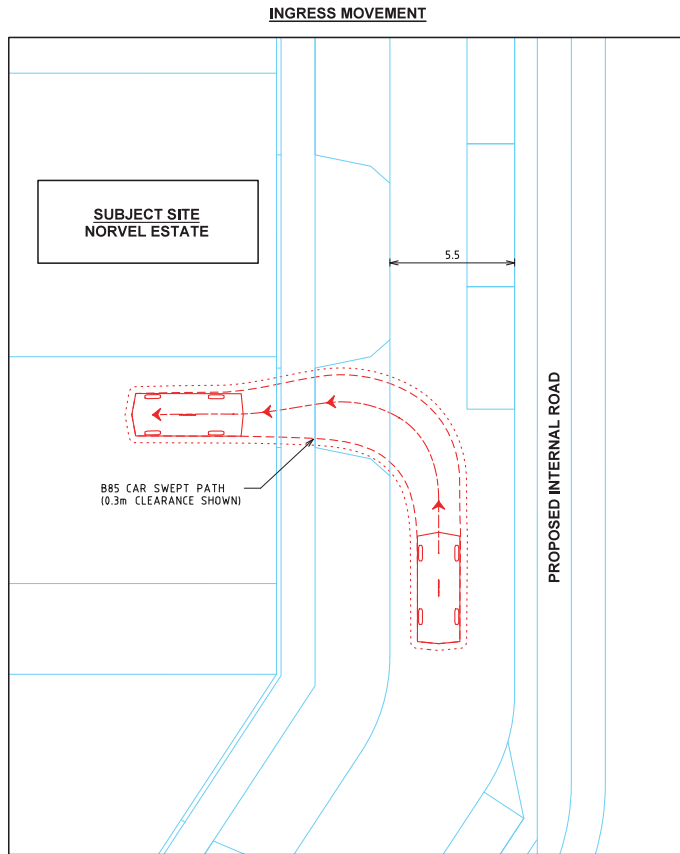 INGRESS MOVEMENT
SUBJECT SITE
NORVEL ESTATE
5.5
B85 CAR SWEPT PATH
(0.3m CLEARANCE SHOWN)
PROPOSED INTERNAL ROAD